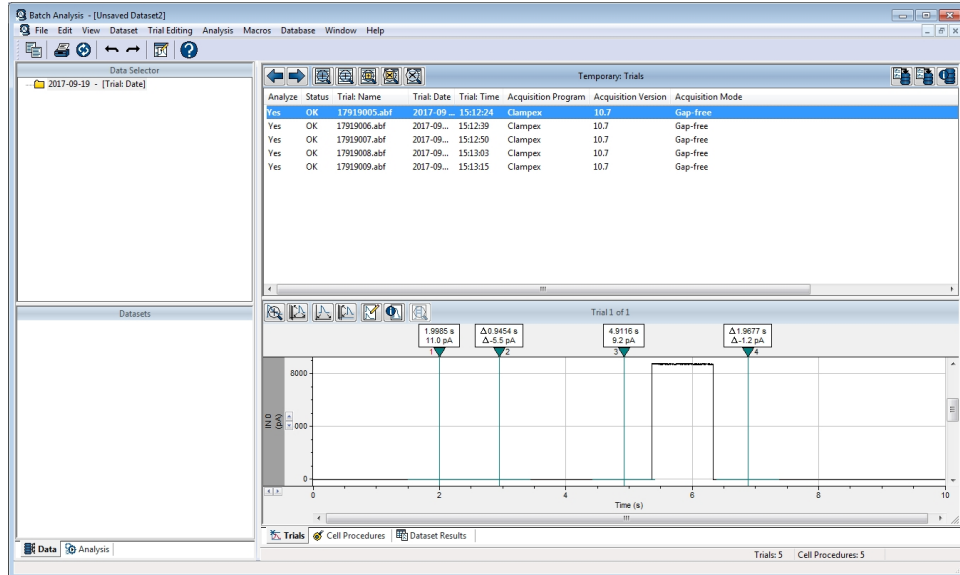 Batch Analysis - [Unsaved Dataset2]
File Edit View Dataset Trial Editing Analysis Macros Database Window Help
Data Selector
2017-09-19 - [Trial: Date]
Temporary: Trials
Analyze Status Trial: Name Trial: Date Trial: Time Acquisition Program Acquisition Version Acquisition Mode
Yes OK 17919005.abf 2017-09 ... 15:12:24 Clampex 10.7 Gap-free
Yes OK 17919006.abf 2017-09... 15:12:39 Clampex 10.7 Gap-free
Yes OK 17919007.abf 2017-09... 15:12:50 Clampex 10.7 Gap-free
Yes OK 17919008.abf 2017-09... 15:13:03 Clampex 10.7 Gap-free
Yes OK 17919009.abf 2017-09... 15:13:15 Clampex 10.7 Gap-free
Datasets
Trial 1 of 1
1.9985 s Δ0.9454 s 4.9116 s Δ1.9677 s
11.0 pA Δ-5.5 pA 9.2 pA Δ-1.2 pA
1 2 3 4
8000
IN 0
(pA)
000
0
0 2 4 6 8 10
Time (s)
Trials Cell Procedures Dataset Results
Data Analysis
Trials: 5 Cell Procedures: 5